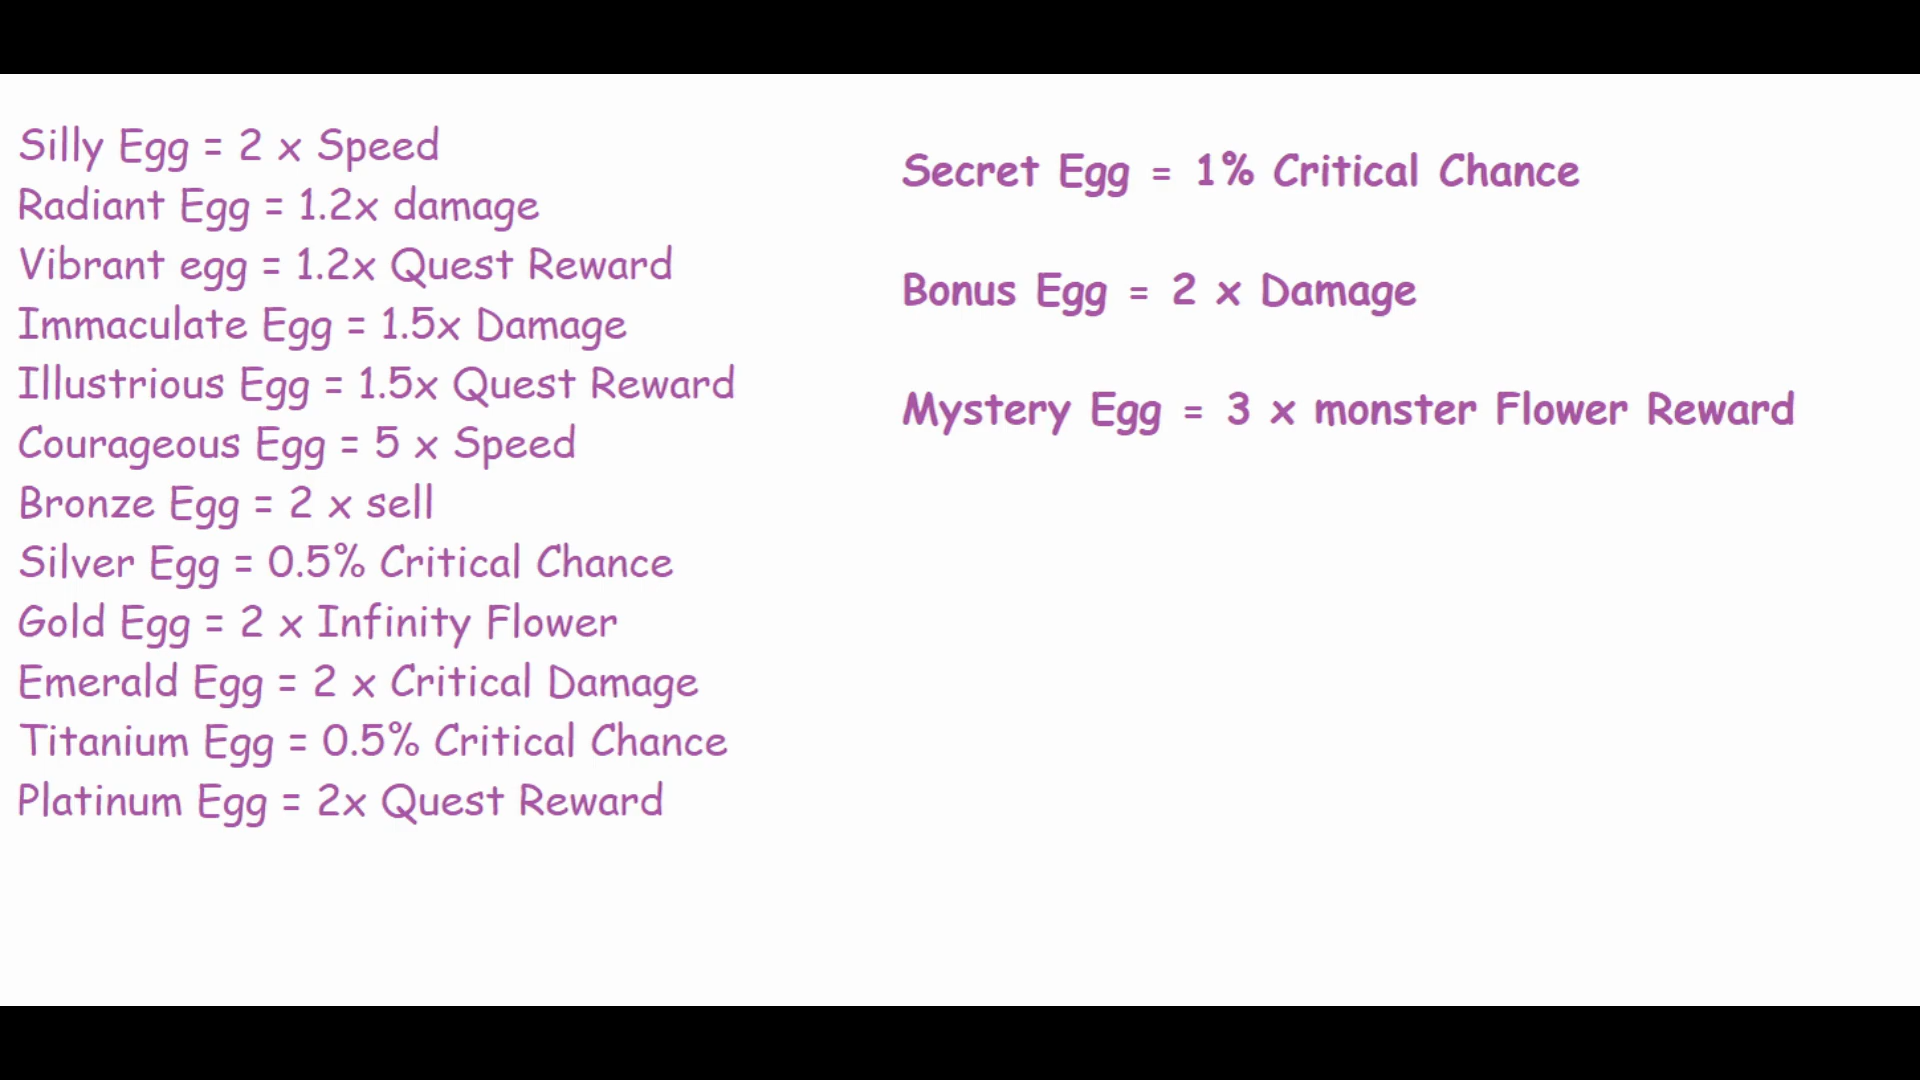 Silly Egg = 2 x Speed
Radiant Egg = 1.2x damage
Vibrant egg = 1.2x Quest Reward
Immaculate Egg = 1.5x Damage
Illustrious Egg = 1.5x Quest Reward
Courageous Egg = 5 x Speed
Bronze Egg = 2 x sell
Silver Egg = 0.5% Critical Chance
Gold Egg = 2 x Infinity Flower
Emerald Egg = 2 x Critical Damage
Titanium Egg = 0.5% Critical Chance
Platinum Egg = 2x Quest Reward
Secret Egg = 1% Critical Chance
Bonus Egg = 2 x Damage
Mystery Egg = 3 x monster Flower Reward